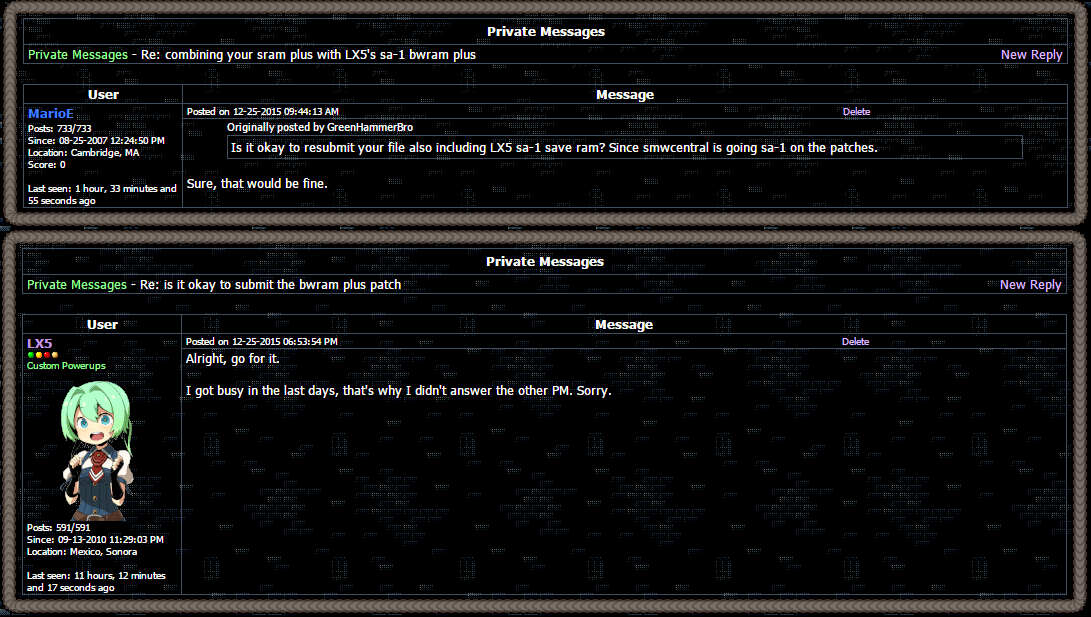 Private Messages
Private Messages - Re: combining your sram plus with LX5's sa-1 bwram plus New Reply
User Message
MarioE Posted on 12-25-2015 09:44:13 AM Delete
Posts: 733/733
Since: 08-25-2007 12:24:50 PM
Location: Cambridge, MA
Score: 0
Last seen: 1 hour, 33 minutes and
55 seconds ago
Originally posted by GreenHammerBro
Is it okay to resubmit your file also including LX5 sa-1 save ram? Since smwcentral is going sa-1 on the patches.
Sure, that would be fine.
Private Messages
Private Messages - Re: is it okay to submit the bwram plus patch New Reply
User Message
LX5 Posted on 12-25-2015 06:53:54 PM Delete
Custom Powerups
Posts: 591/591
Since: 09-13-2010 11:29:03 PM
Location: Mexico, Sonora
Last seen: 11 hours, 12 minutes
and 17 seconds ago
Alright, go for it.
I got busy in the last days, that's why I didn't answer the other PM. Sorry.